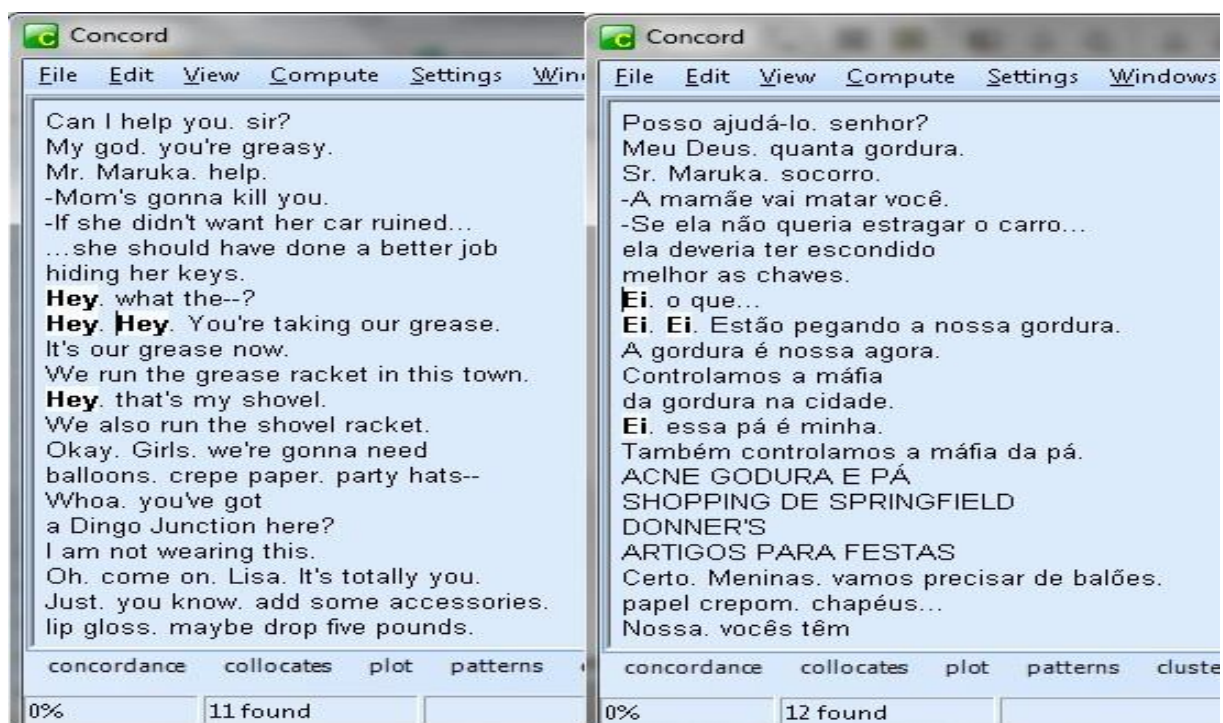 Concord
File Edit View Compute Settings
Can I help you. sir?
My god. you're greasy.
Mr. Maruka. help.
-Mom's gonna kill you.
-If she didn't want her car ruined...
...she should have done a better job
hiding her keys.
Hey. what the--?
Hey. Hey. You're taking our grease.
It's our grease now.
We run the grease racket in this town.
Hey. that's my shovel.
We also run the shovel racket.
Okay. Girls. we're gonna need
balloons. crepe paper. party hats--
Whoa. you've got
a Dingo Junction here?
I am not wearing this.
Oh. come on. Lisa. It's totally you.
Just. you know. add some accessories.
lip gloss. maybe drop five pounds.
concordance collocates plot patterns
0% 11 found
Concord
File Edit View Compute Settings Windows
Posso ajudá-lo. senhor?
Meu Deus. quanta gordura.
Sr. Maruka. socorro.
-A mamãe vai matar você.
-Se ela não queria estragar o carro...
ela deveria ter escondido
melhor as chaves.
Ei. o que...
Ei. Ei. Estão pegando a nossa gordura.
A gordura é nossa agora.
Controlamos a máfia
da gordura na cidade.
Ei. essa pá é minha.
Também controlamos a máfia da pá.
ACNE GODURA E PÁ
SHOPPING DE SPRINGFIELD
DONNER'S
ARTIGOS PARA FESTAS
Certo. Meninas. vamos precisar de balões.
papel crepom. chapéus...
Nossa. vocês têm
concordance collocates plot patterns
0% 12 found